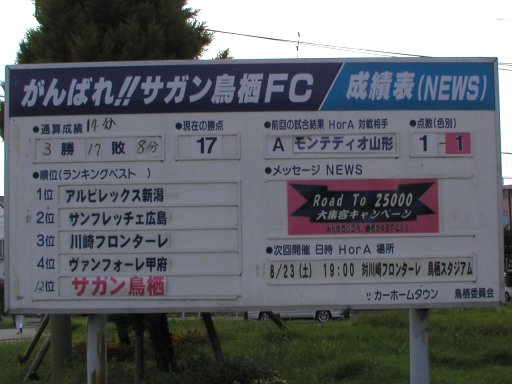 がんばれ!!サガン鳥栖FC 成績表(NEWS)
●通算成績
3勝17敗8分
●現在の勝点
17
●順位(ランキングベスト)
1位 アルビレックス新潟
2位 サンフレッチェ広島
3位 川崎フロンターレ
4位 ヴァンフォーレ甲府
12位 サガン鳥栖
●前回の試合結果 HorA 対戦相手
A モンテディオ山形
●点数(色別)
1-1
●メッセージ NEWS
Road To 25000
大集客キャンペーン
●次回開催 日時 HorA 場所
8/23(土) 19:00 対川崎フロンターレ 鳥栖スタジアム
ッカーホームタウン 鳥栖委員会